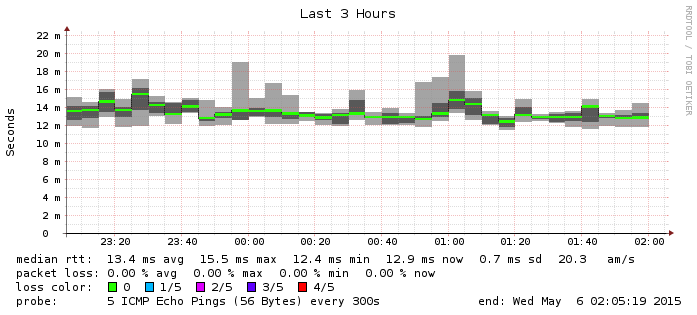 Last 3 Hours
RRDTOOL / TOBI OETIKER
Seconds
22 m
20 m
18 m
16 m
14 m
12 m
10 m
8 m
6 m
4 m
2 m
0
23:20 23:40 00:00 00:20 00:40 01:00 01:20 01:40 02:00
median rtt: 13.4 ms avg 15.5 ms max 12.4 ms min 12.9 ms now 0.7 ms sd 20.3 am/s
packet loss: 0.00 % avg 0.00 % max 0.00 % min 0.00 % now
loss color: 0 1/5 2/5 3/5 4/5
probe: 5 ICMP Echo Pings (56 Bytes) every 300s end: Wed May 6 02:05:19 2015